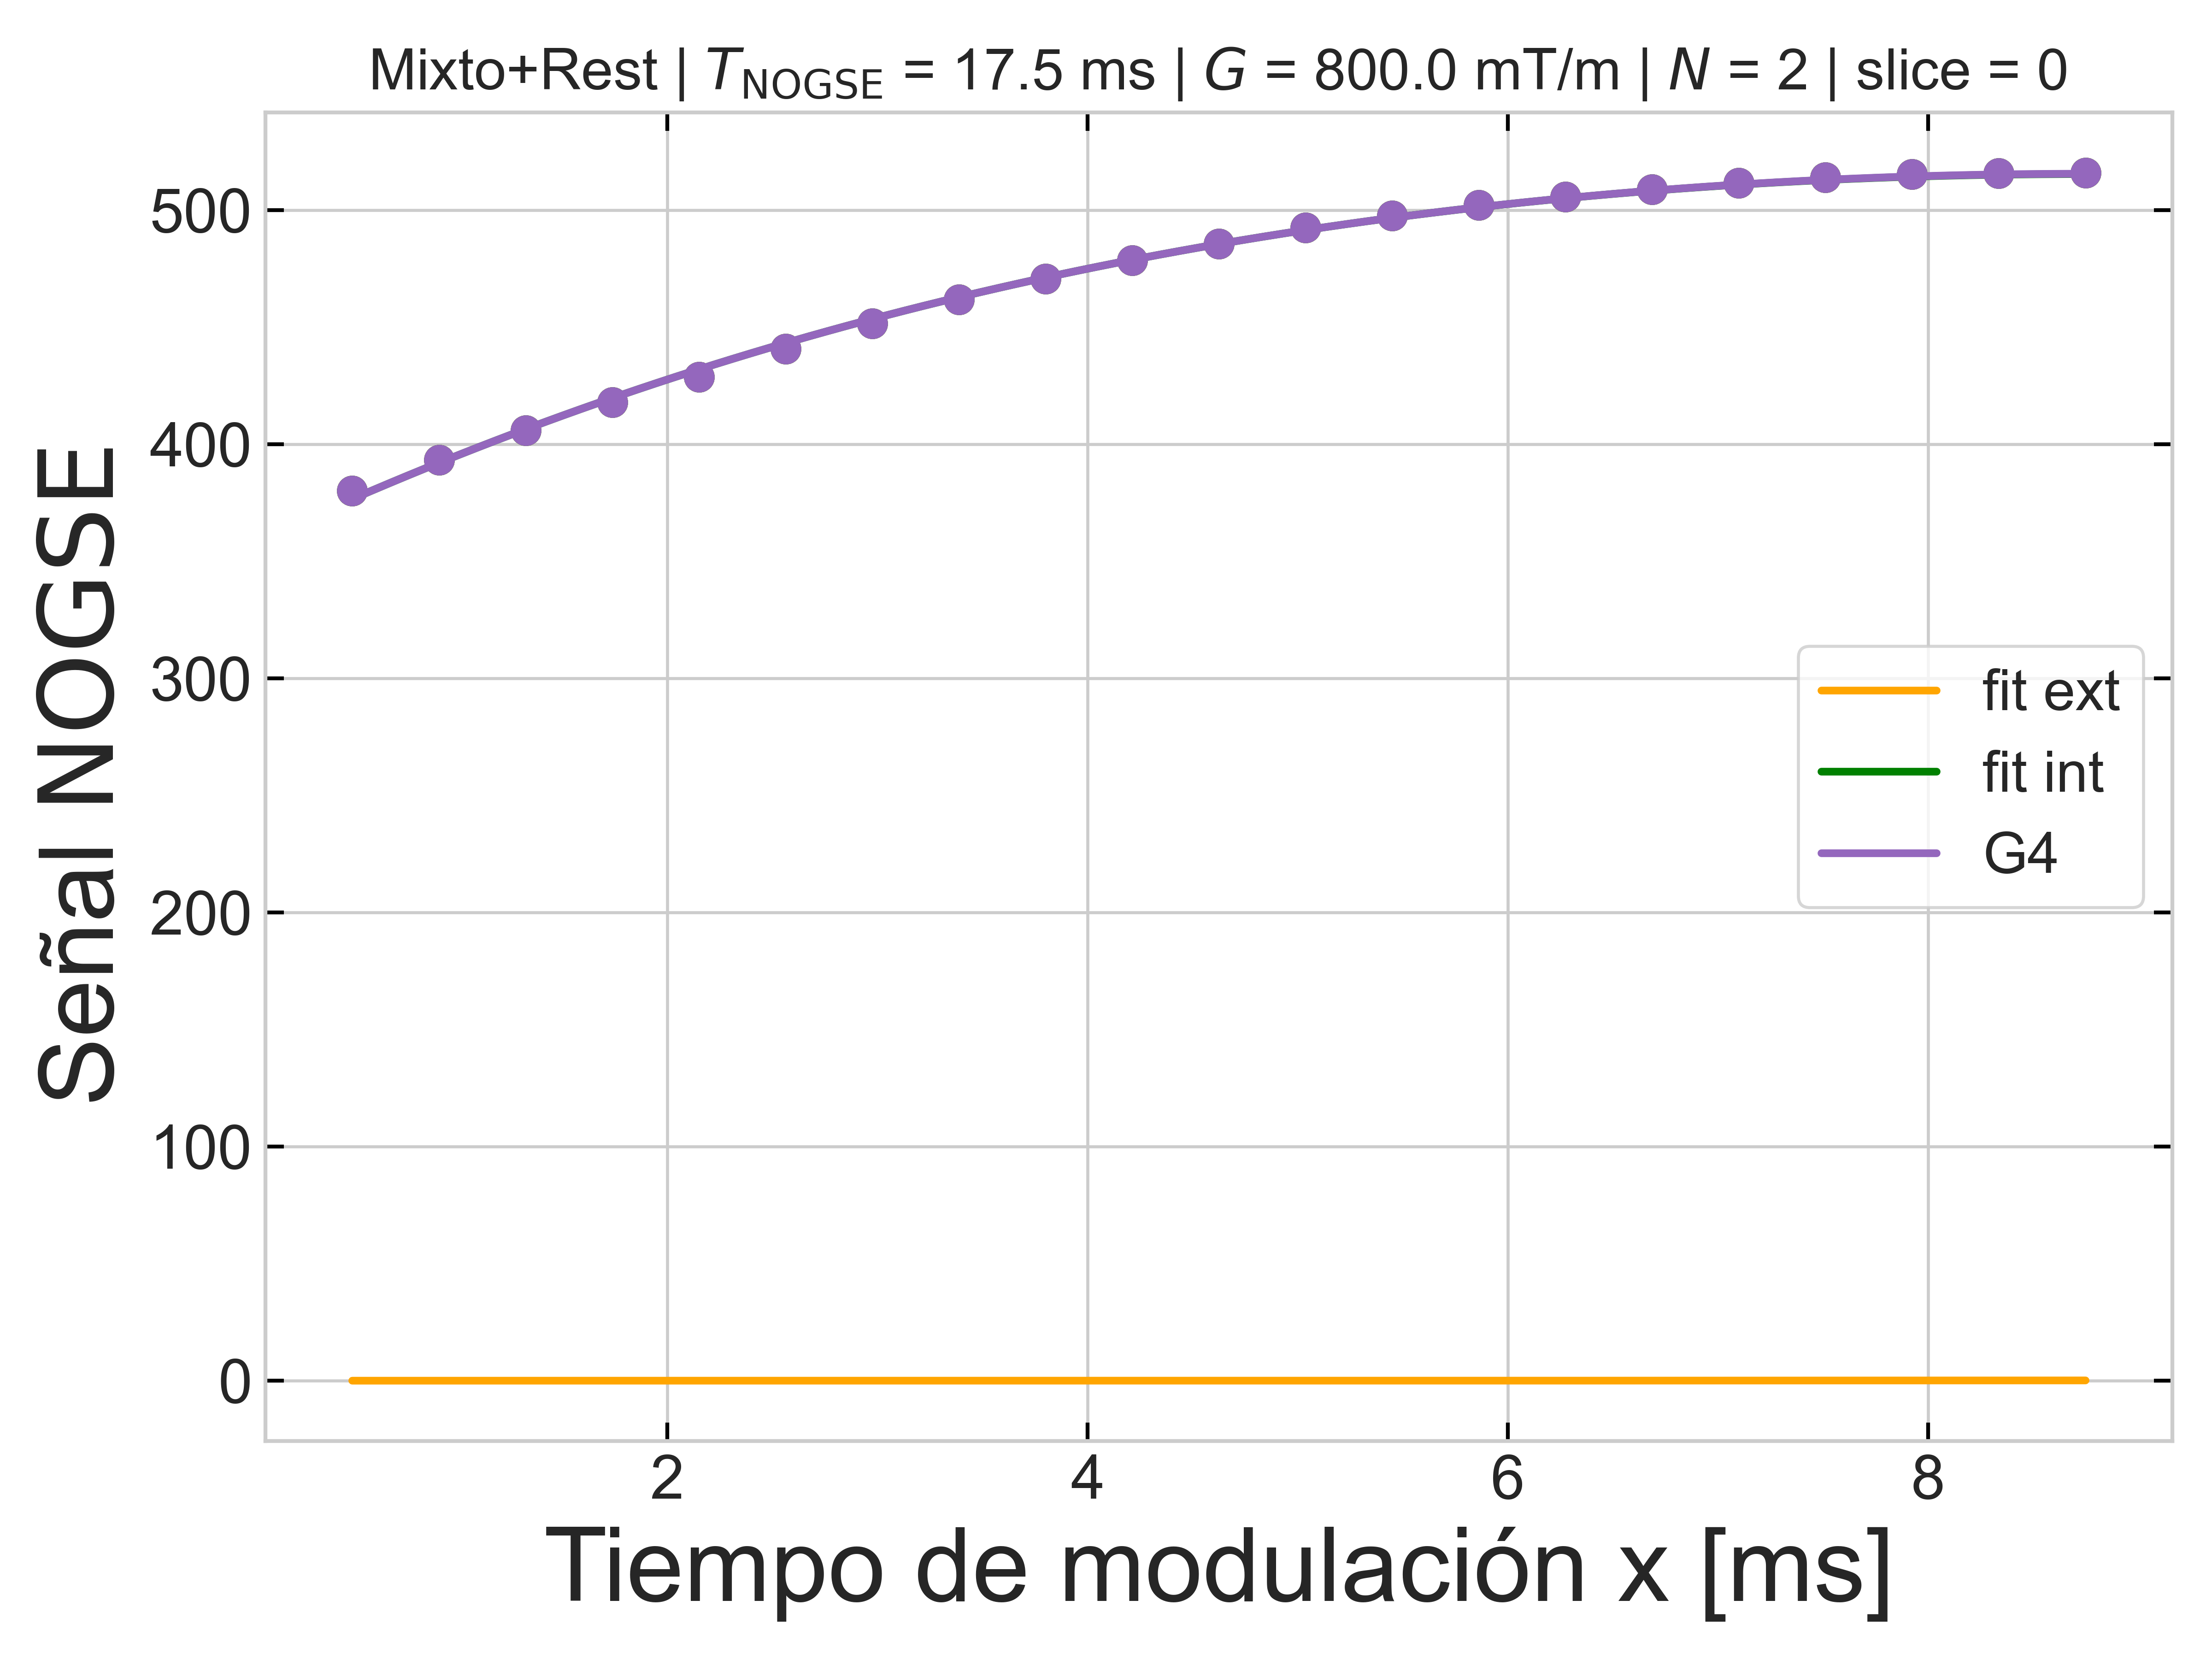 Mixto+Rest | T_NOGSE = 17.5 ms | G = 800.0 mT/m | N = 2 | slice = 0
Señal NOGSE
500
400
300
200
100
0
fit ext
fit int
G4
2 4 6 8
Tiempo de modulación x [ms]